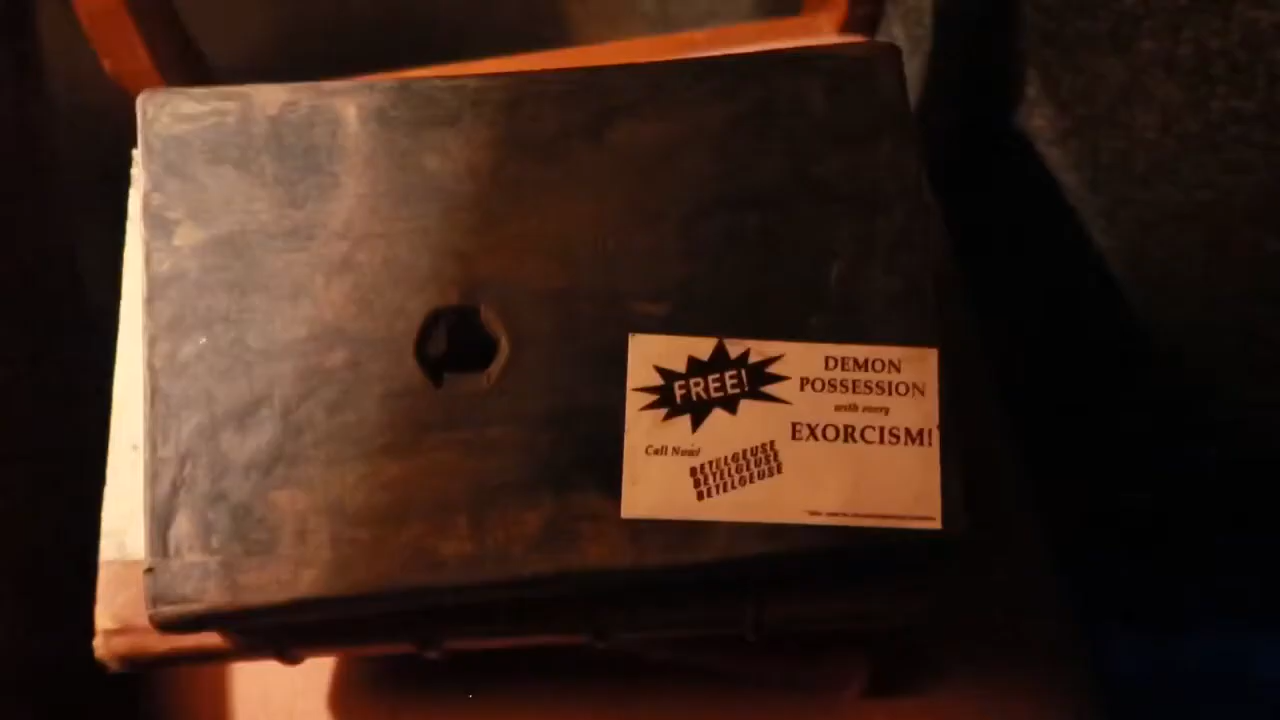 FREE!
DEMON
POSSESSION
with every
EXORCISM!
Call Now!
BETELGEUSE
BETELGEUSE
BETELGEUSE